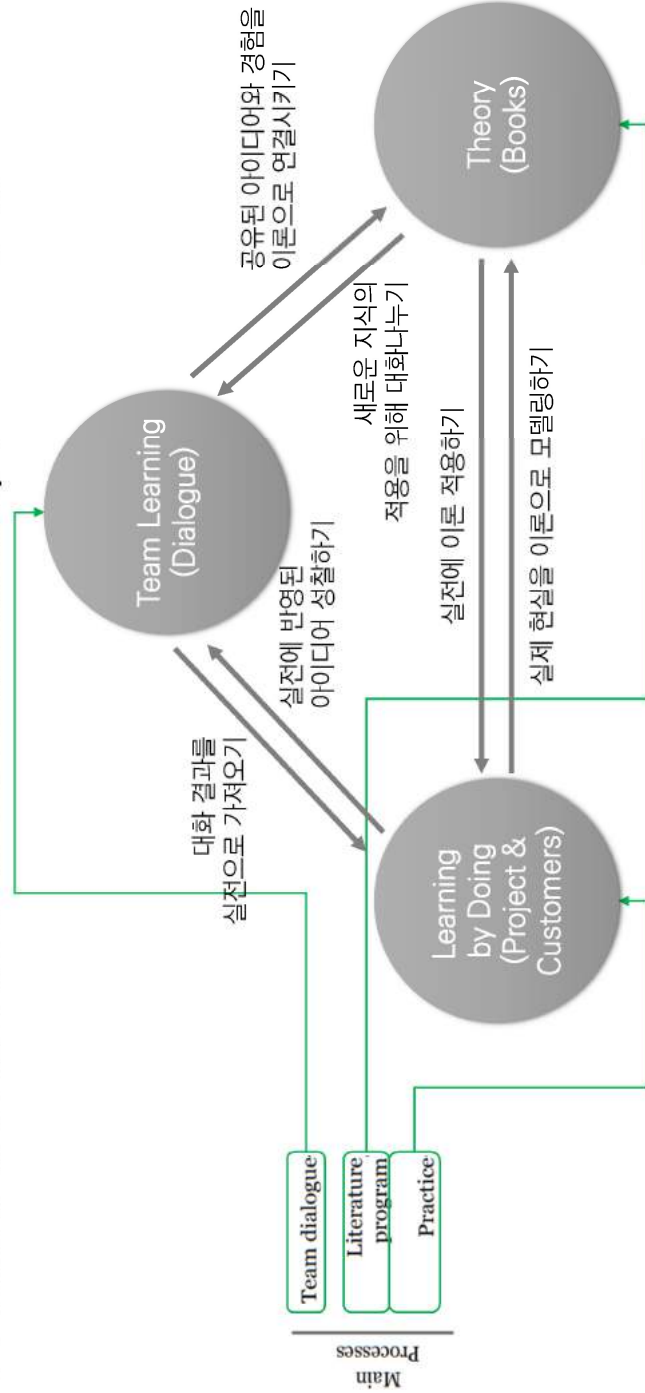 Main
Processes
Team dialogue
Literature
program
Practice
Team Learning
(Dialogue)
공유된 아이디어와 경험을
이론으로 연결시키기
대화 결과를
실전으로 가져오기
실전에 반영된
아이디어 성찰하기
새로운 지식의
적용을 위해 대화나누기
실전에 이론 적용하기
실제 현실을 이론으로 모델링하기
Learning
by Doing
(Project &
Customers)
Theory
(Books)